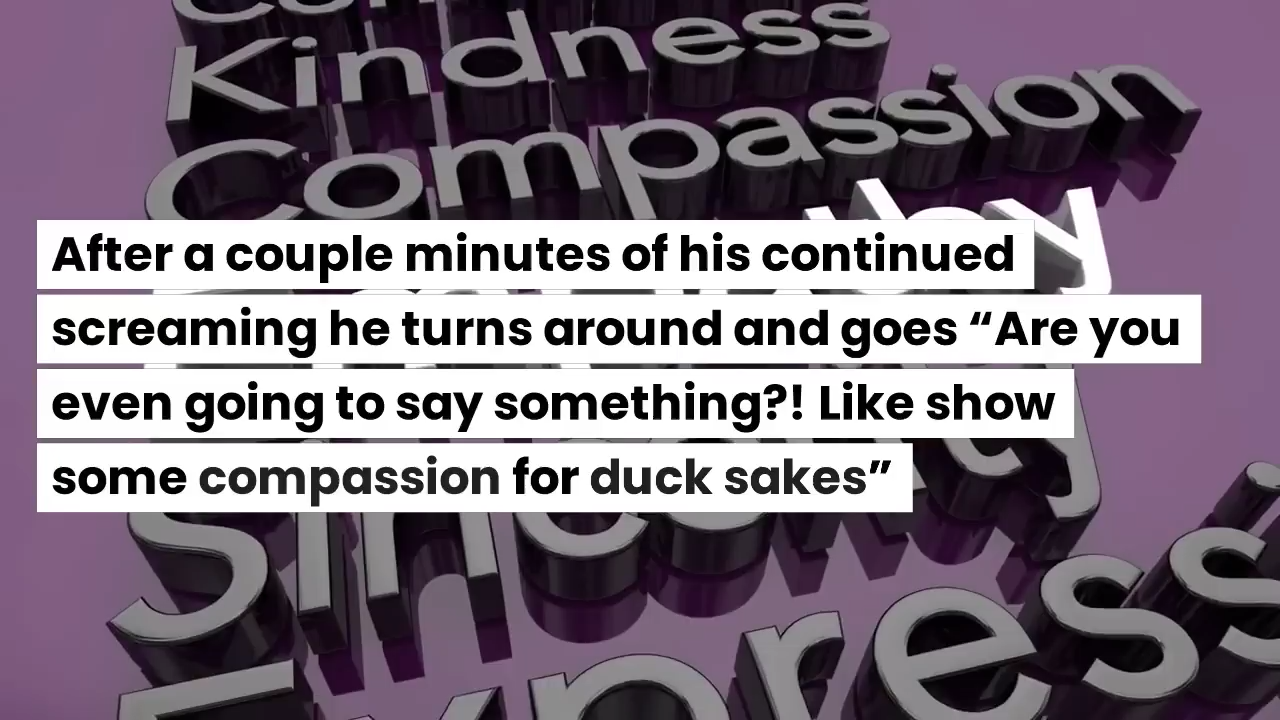 Kindness
Compassion
After a couple minutes of his continued
screaming he turns around and goes “Are you
even going to say something?! Like show
some compassion for duck sakes”